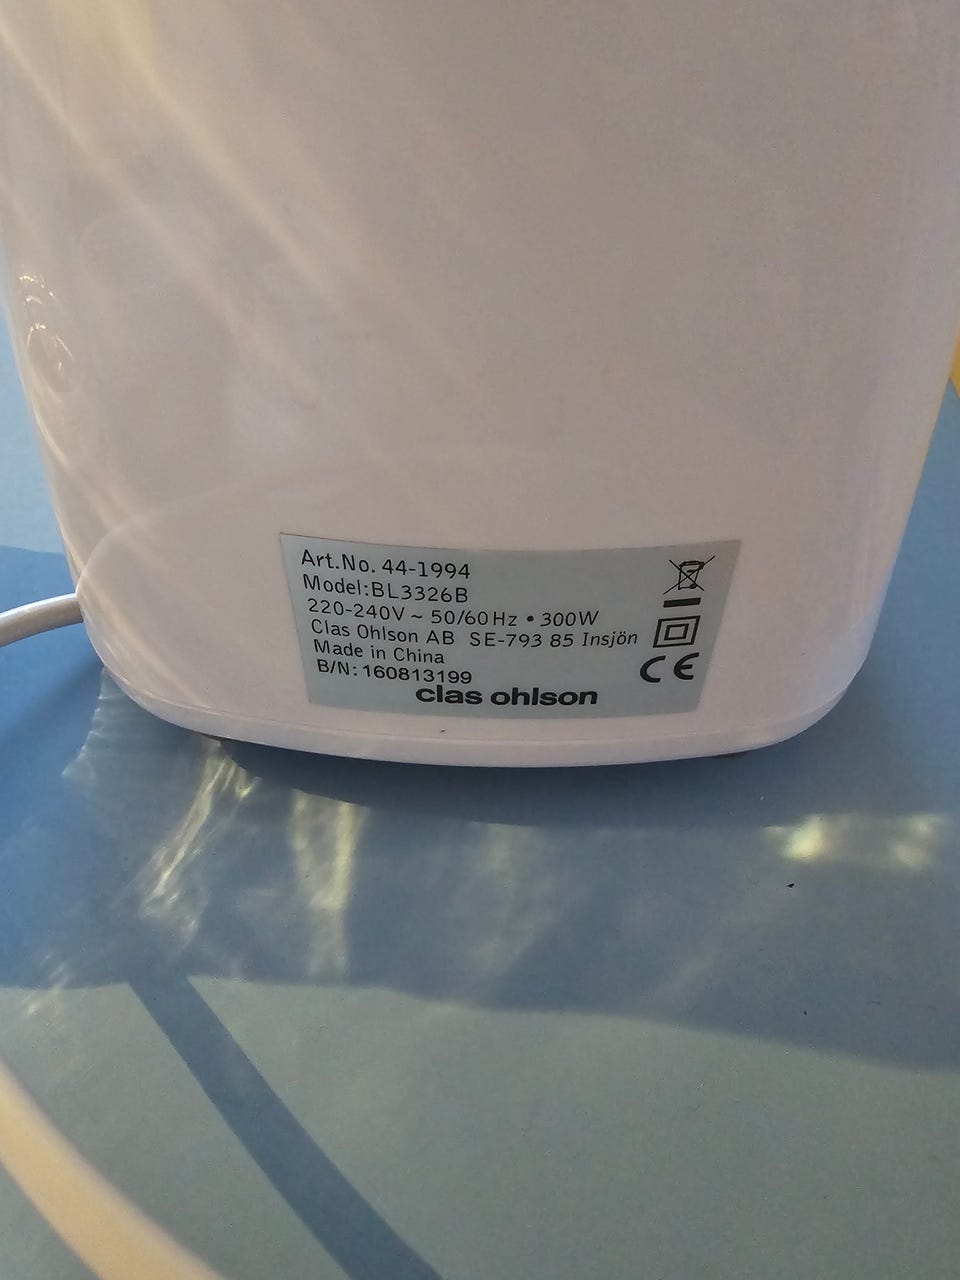 Art.No. 44-1994
Model:BL3326B
220-240V ~ 50/60Hz • 300W
Clas Ohlson AB SE-793 85 Insjön
Made in China
B/N: 160813199
CE
clas ohlson